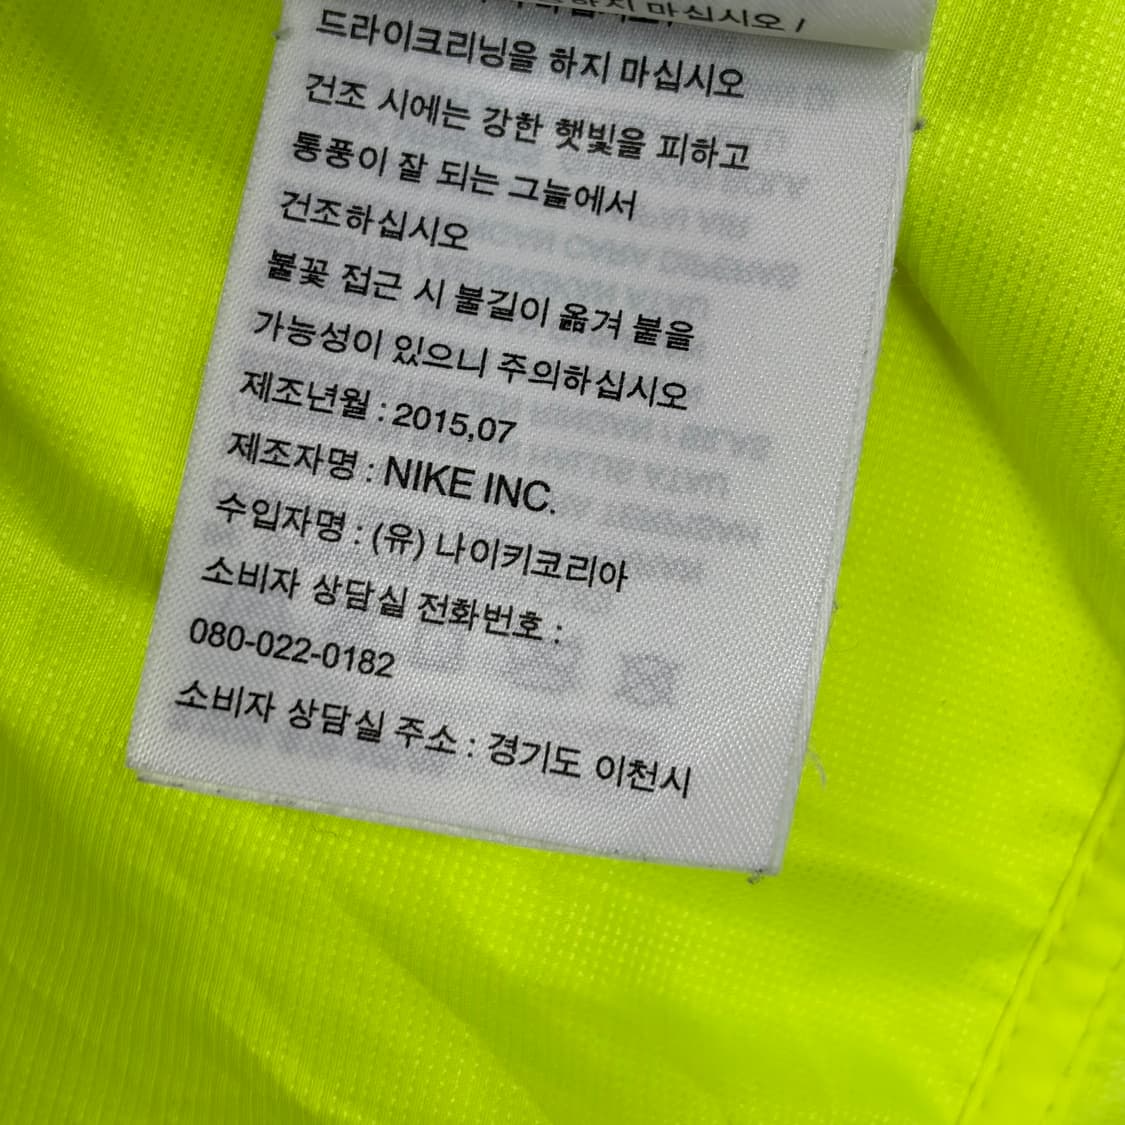 마십시오 /
드라이크리닝을 하지 마십시오
건조 시에는 강한 햇빛을 피하고
통풍이 잘 되는 그늘에서
건조하십시오
불꽃 접근 시 불길이 옮겨 붙을
가능성이 있으니 주의하십시오
제조년월 : 2015,07
제조자명 : NIKE INC.
수입자명 : (유) 나이키코리아
소비자 상담실 전화번호 :
080-022-0182
소비자 상담실 주소 : 경기도 이천시